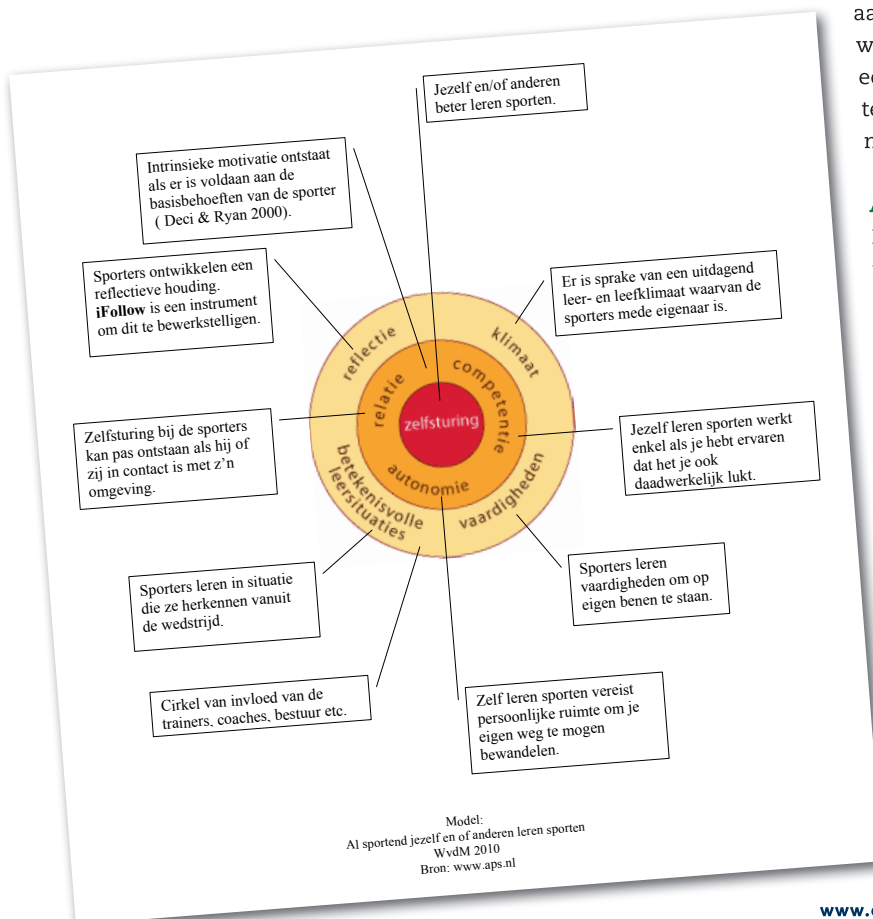 Jezelf en/of anderen
beter leren sporten.
Intrinsieke motivatie ontstaat
als er is voldaan aan de
basisbehoeften van de sporter
( Deci & Ryan 2000).
Sporters ontwikkelen een
reflectieve houding.
iFollow is een instrument
om dit te bewerkstelligen.
Er is sprake van een uitdagend
leer- en leefklimaat waarvan de
sporters mede eigenaar is.
reflectie
klimaat
relatie
competentie
zelfsturing
autonomie
betekenisvolle
leersituaties
vaardigheden
Zelfsturing bij de sporters
kan pas ontstaan als hij of
zij in contact is met z'n
omgeving.
Jezelf leren sporten werkt
enkel als je hebt ervaren
dat het je ook
daadwerkelijk lukt.
Sporters leren in situatie
die ze herkennen vanuit
de wedstrijd.
Sporters leren
vaardigheden om op
eigen benen te staan.
Cirkel van invloed van de
trainers, coaches, bestuur etc.
Zelf leren sporten vereist
persoonlijke ruimte om je
eigen weg te mogen
bewandelen.
Model:
Al sportend jezelf en of anderen leren sporten
WvdM 2010
Bron: www.aps.nl